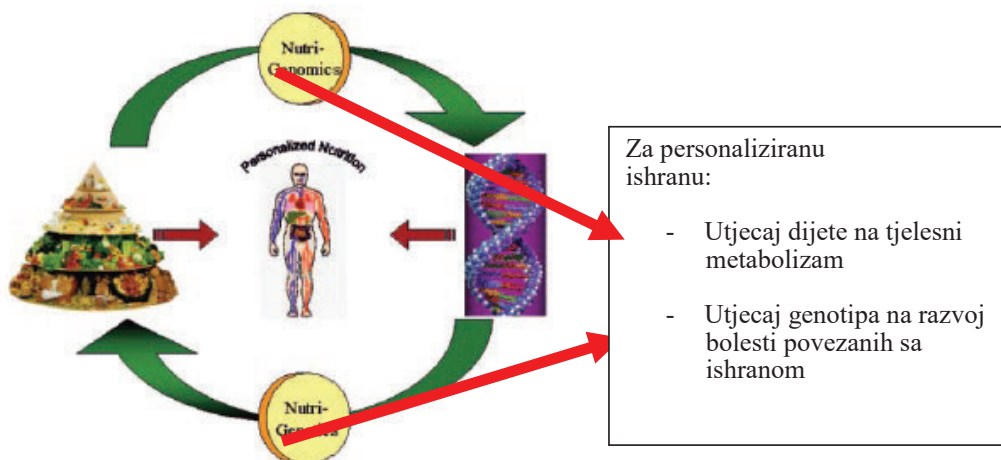 Nutri-
Genomics
Personalized Nutrition
Za personaliziranu
ishranu:
- Utjecaj dijete na tjelesni
metabolizam
- Utjecaj genotipa na razvoj
bolesti povezanih sa
ishranom
Nutri-
Genetics